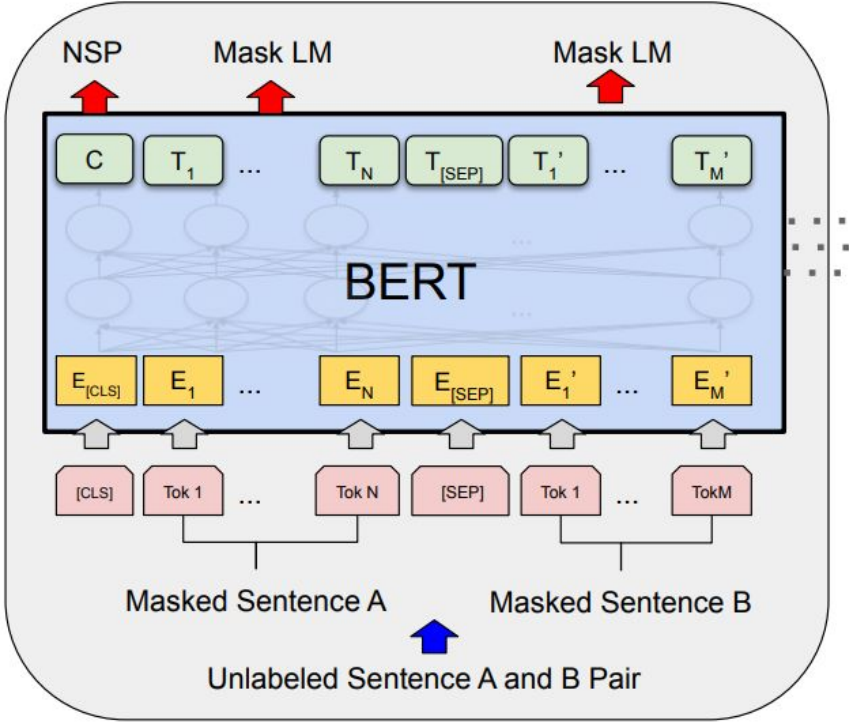 NSP Mask LM Mask LM
C T1 ... TN T[SEP] T1' ... TM'
...
BERT
...
E[CLS] E1 ... EN E[SEP] E1' ... EM'
[CLS] Tok 1 ... Tok N [SEP] Tok 1 ... TokM
Masked Sentence A Masked Sentence B
Unlabeled Sentence A and B Pair